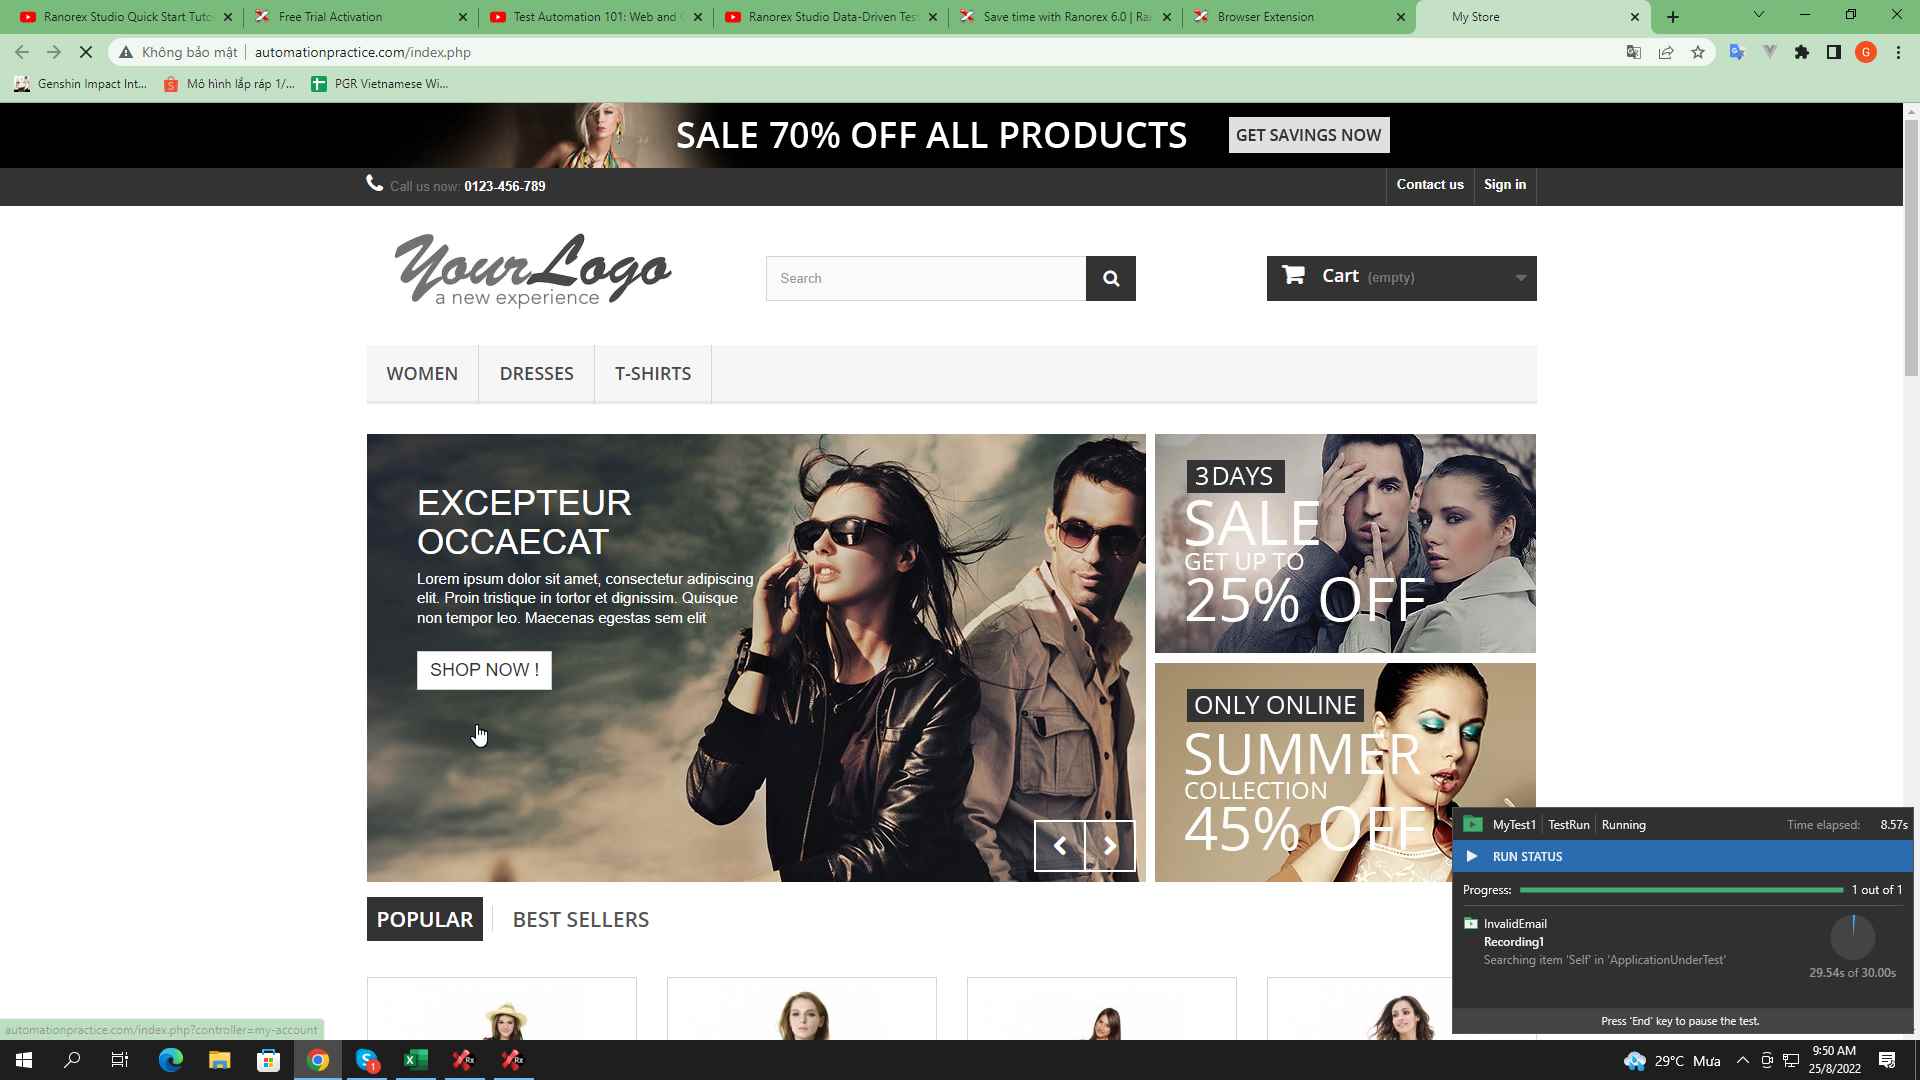 Ranorex Studio Quick Start Tuto
Free Trial Activation
Test Automation 101: Web and
Ranorex Studio Data-Driven Tes
Save time with Ranorex 6.0 | Ra
Browser Extension
My Store
Không bảo mật
automationpractice.com/index.php
G
Genshin Impact Int...
Mô hình lắp ráp 1/...
PGR Vietnamese Wi...
SALE 70% OFF ALL PRODUCTS
GET SAVINGS NOW
Call us now: 0123-456-789
Contact us
Sign in
Your Logo
a new experience
Search
Cart (empty)
WOMEN
DRESSES
T-SHIRTS
EXCEPTEUR
OCCAECAT
Lorem ipsum dolor sit amet, consectetur adipiscing
elit. Proin tristique in tortor et dignissim. Quisque
non tempor leo. Maecenas egestas sem elit
SHOP NOW !
3 DAYS
SALE
GET UP TO
25% OFF
ONLY ONLINE
SUMMER
COLLECTION
45% OFF
POPULAR
BEST SELLERS
MyTest1
TestRun
Running
Time elapsed: 8.57s
RUN STATUS
Progress:
1 out of 1
InvalidEmail
Recording1
Searching item 'Self' in 'ApplicationUnderTest'
29.54s of 30.00s
Press 'End' key to pause the test.
automationpractice.com/index.php?controller=my-account
1
Rx
Rx
29°C Mưa
9:50 AM
25/8/2022